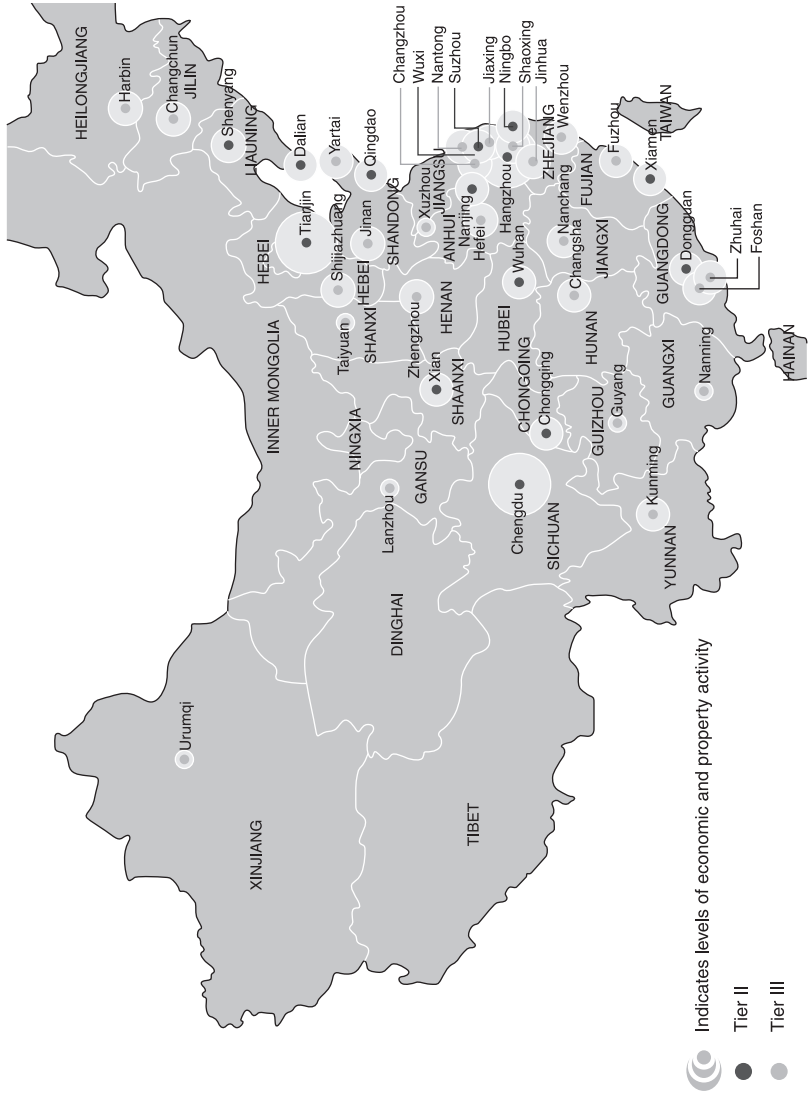 HEILONGJIANG
Harbin
Changchun
JILIN
Shenyang
LIAUNING
Dalian
Yartai
Qingdao
Tianjin
HEBEI
Shijiazhuang
HEBEI
Jinan
SHANDONG
Taiyuan
SHANXI
INNER MONGOLIA
NINGXIA
Zhengzhou
HENAN
Xuzhou
JIANGSU
ANHUI
Nanjing
Hefei
Changzhou
Wuxi
Nantong
Suzhou
Jiaxing
Ningbo
Shaoxing
Jinhua
Hangzhou
ZHEJIANG
Wenzhou
Xian
SHAANXI
GANSU
Lanzhou
DINGHAI
XINJIANG
Urumqi
TIBET
Chengdu
SICHUAN
CHONGOING
Chongqing
HUBEI
Wuhan
HUNAN
Changsha
Nanchang
JIANGXI
FUJIAN
Fuzhou
Xiamen
TAIWAN
GUIZHOU
Guyang
YUNNAN
Kunming
GUANGXI
Nanning
GUANGDONG
Dongguan
Zhuhai
Foshan
HAINAN
Indicates levels of economic and property activity
Tier II
Tier III